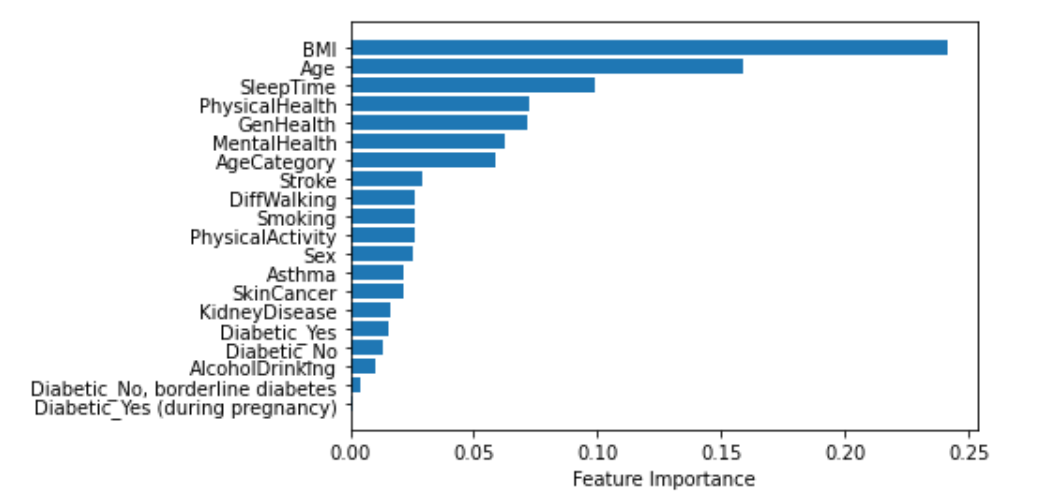 BMI
Age
SleepTime
PhysicalHealth
GenHealth
MentalHealth
AgeCategory
Stroke
DiffWalking
Smoking
PhysicalActivity
Sex
Asthma
SkinCancer
KidneyDisease
Diabetic_Yes
Diabetic_No
AlcoholDrinking
Diabetic_No, borderline diabetes
Diabetic_Yes (during pregnancy)
0.00 0.05 0.10 0.15 0.20 0.25
Feature Importance